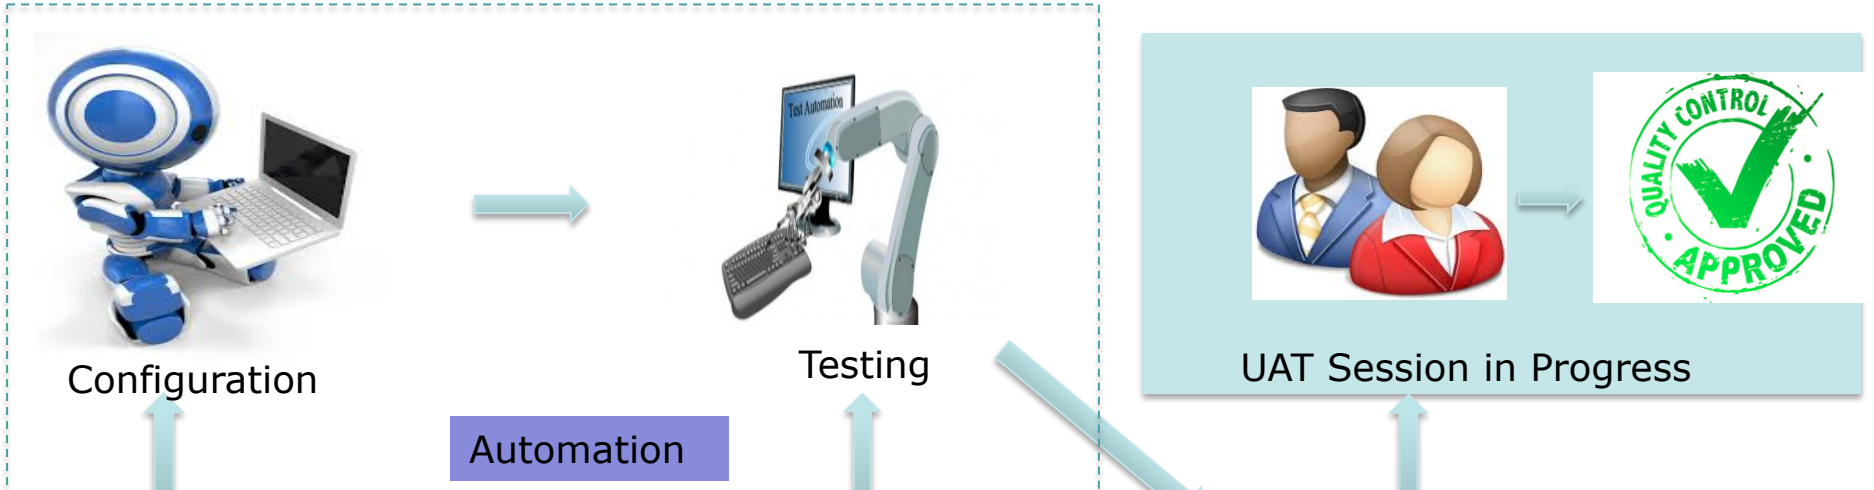 Test Automation
QUALITY CONTROL
APPROVED
Configuration
Testing
UAT Session in Progress
Automation